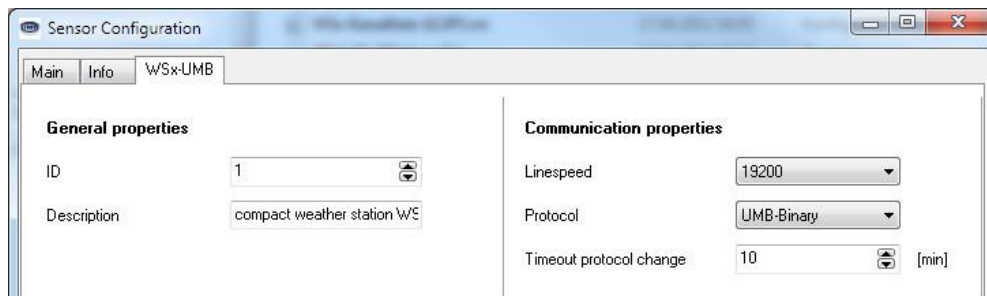 Sensor Configuration
Main Info WSx-UMB
General properties
ID 1
Description compact weather station WS
Communication properties
Linespeed 19200
Protocol UMB-Binary
Timeout protocol change 10 [min]